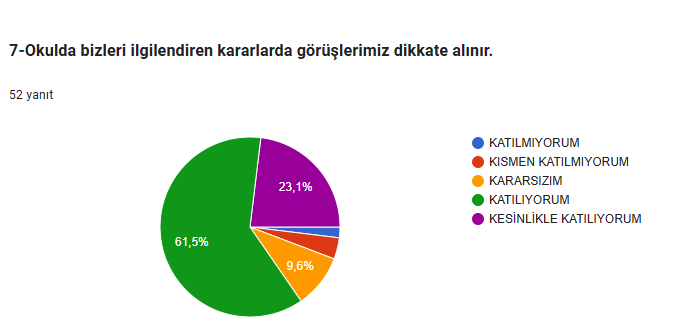 7-Okulda bizleri ilgilendiren kararlarda görüşlerimiz dikkate alınır.
52 yanıt
KATILMIYORUM
KISMEN KATILMIYORUM
KARARSIZIM
KATILIYORUM
KESİNLİKLE KATILIYORUM
23,1%
61,5%
9,6%